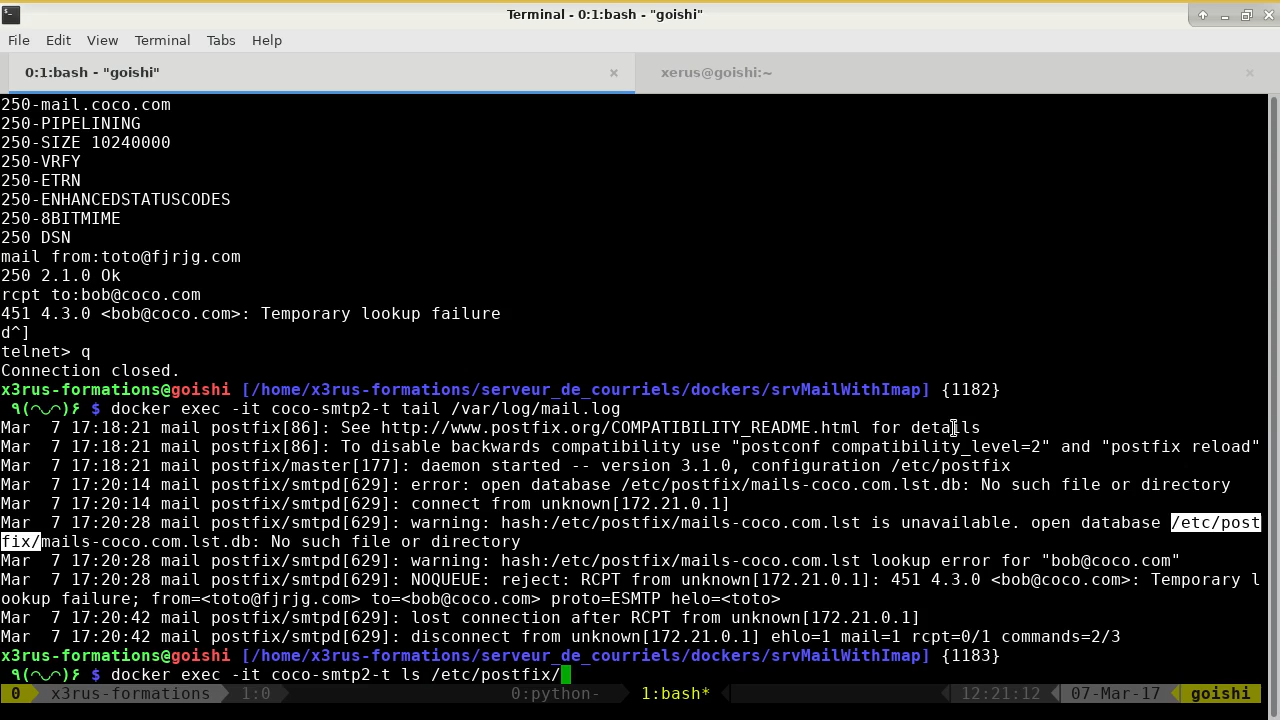 Terminal - 0:1:bash - "goishi"
File Edit View Terminal Tabs Help
0:1:bash - "goishi" × xerus@goishi:~ ×
250-mail.coco.com
250-PIPELINING
250-SIZE 10240000
250-VRFY
250-ETRN
250-ENHANCEDSTATUSCODES
250-8BITMIME
250 DSN
mail from:toto@fjrjg.com
250 2.1.0 Ok
rcpt to:bob@coco.com
451 4.3.0 <bob@coco.com>: Temporary lookup failure
d^]
telnet> q
Connection closed.
x3rus-formations@goishi [/home/x3rus-formations/serveur_de_courriels/dockers/srvMailWithImap] {1182}
٩(◠◡◠)۶ $ docker exec -it coco-smtp2-t tail /var/log/mail.log
Mar  7 17:18:21 mail postfix[86]: See http://www.postfix.org/COMPATIBILITY_README.html for details
Mar  7 17:18:21 mail postfix[86]: To disable backwards compatibility use "postconf compatibility_level=2" and "postfix reload"
Mar  7 17:18:21 mail postfix/master[177]: daemon started -- version 3.1.0, configuration /etc/postfix
Mar  7 17:20:14 mail postfix/smtpd[629]: error: open database /etc/postfix/mails-coco.com.lst.db: No such file or directory
Mar  7 17:20:14 mail postfix/smtpd[629]: connect from unknown[172.21.0.1]
Mar  7 17:20:28 mail postfix/smtpd[629]: warning: hash:/etc/postfix/mails-coco.com.lst is unavailable. open database /etc/post
fix/mails-coco.com.lst.db: No such file or directory
Mar  7 17:20:28 mail postfix/smtpd[629]: warning: hash:/etc/postfix/mails-coco.com.lst lookup error for "bob@coco.com"
Mar  7 17:20:28 mail postfix/smtpd[629]: NOQUEUE: reject: RCPT from unknown[172.21.0.1]: 451 4.3.0 <bob@coco.com>: Temporary l
ookup failure; from=<toto@fjrjg.com> to=<bob@coco.com> proto=ESMTP helo=<toto>
Mar  7 17:20:42 mail postfix/smtpd[629]: lost connection after RCPT from unknown[172.21.0.1]
Mar  7 17:20:42 mail postfix/smtpd[629]: disconnect from unknown[172.21.0.1] ehlo=1 mail=1 rcpt=0/1 commands=2/3
x3rus-formations@goishi [/home/x3rus-formations/serveur_de_courriels/dockers/srvMailWithImap] {1183}
٩(◠◡◠)۶ $ docker exec -it coco-smtp2-t ls /etc/postfix/
0 x3rus-formations 1:0 0:python- 1:bash* 12:21:12 07-Mar-17 goishi